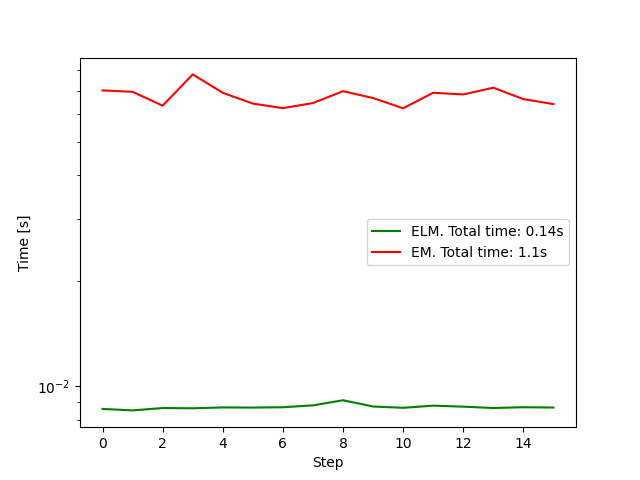 Time [s]
10⁻²
ELM. Total time: 0.14s
EM. Total time: 1.1s
0 2 4 6 8 10 12 14
Step